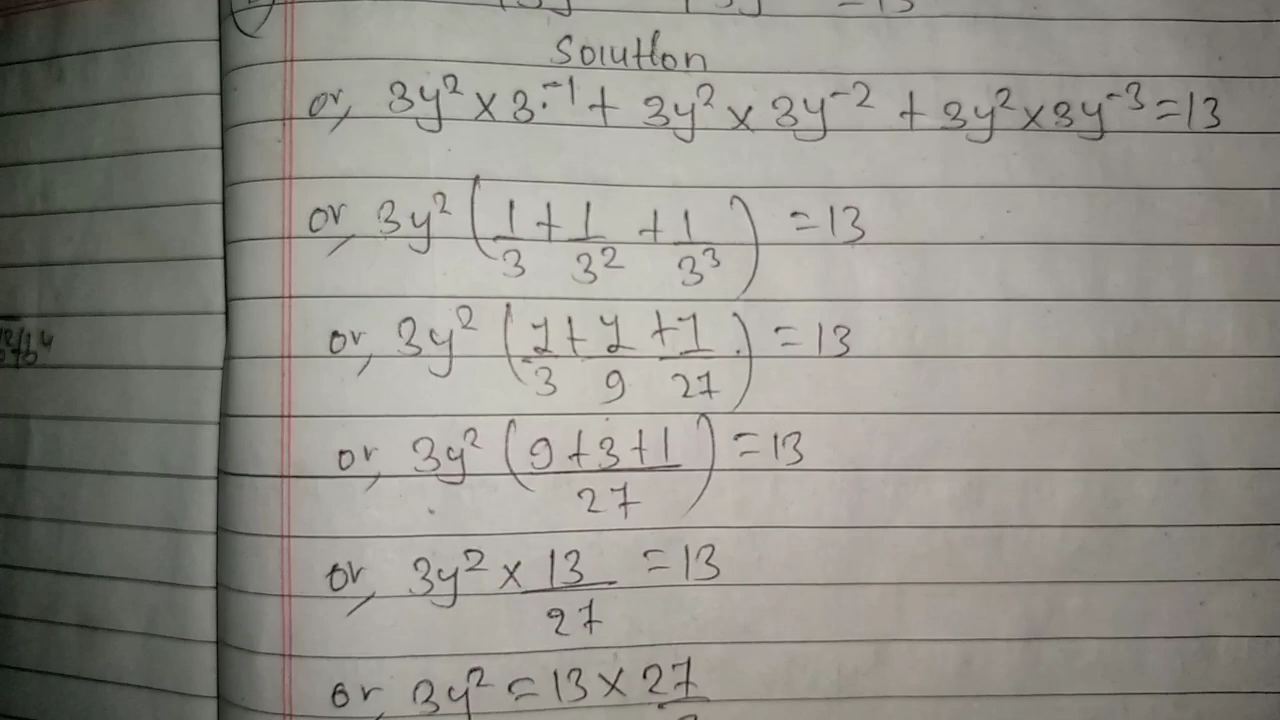 = 13
Solution
or, 3y² × 3⁻¹ + 3y² × 3y⁻² + 3y² × 3y⁻³ = 13
or, 3y² (1/3 + 1/3² + 1/3³) = 13
or, 3y² (1/3 + 1/9 + 1/27) = 13
or, 3y² (9+3+1/27) = 13
or, 3y² × 13/27 = 13
or, 3y² = 13 × 27